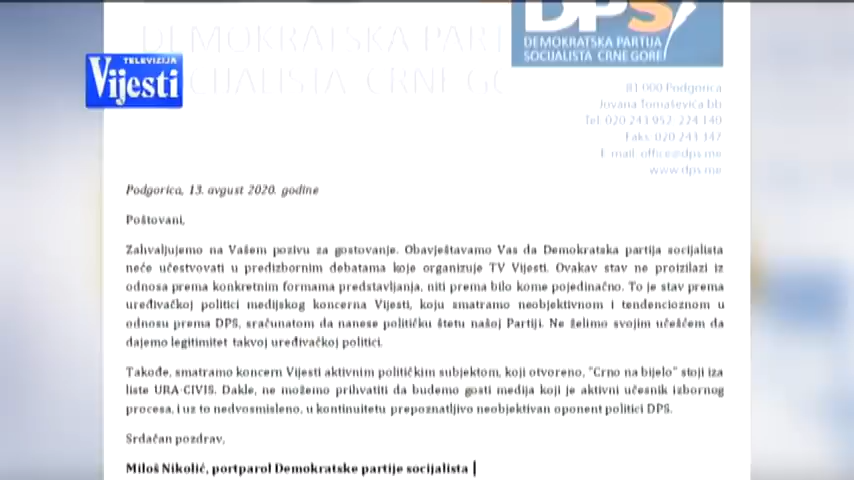 DPS
DEMOKRATSKA PARTIJA
SOCIJALISTA CRNE GORE
DEMOKRATSKA PART
SOCIJALISTA CRNE GO
TELEVIZIJA
Vijesti
81 000 Podgorica
Jovana Tomaševića bb
Tel: 020 243 952, 224 140
Faks: 020 243 347
E-mail: office@dps.me
www.dps.me
Podgorica, 13. avgust 2020. godine
Poštovani,
Zahvaljujemo na Vašem pozivu za gostovanje. Obavještavamo Vas da Demokratska partija socijalista
neće učestvovati u predizbornim debatama koje organizuje TV Vijesti. Ovakav stav ne proizilazi iz
odnosa prema konkretnim formama predstavljanja, niti prema bilo kome pojedinačno. To je stav prema
uređivačkoj politici medijskog koncerna Vijesti, koju smatramo neobjektivnom i tendencioznom u
odnosu prema DPS, sračunatom da nanese političku štetu našoj Partiji. Ne želimo svojim učešćem da
dajemo legitimitet takvoj uređivačkoj politici.
Takođe, smatramo koncern Vijesti aktivnim političkim subjektom, koji otvoreno, "Crno na bijelo" stoji iza
liste URA-CIVIS. Dakle, ne možemo prihvatiti da budemo gosti medija koji je aktivni učesnik izbornog
procesa, i uz to nedvosmisleno, u kontinuitetu prepoznatljivo neobjektivan oponent politici DPS.
Srdačan pozdrav,
Miloš Nikolić, portparol Demokratske partije socijalista